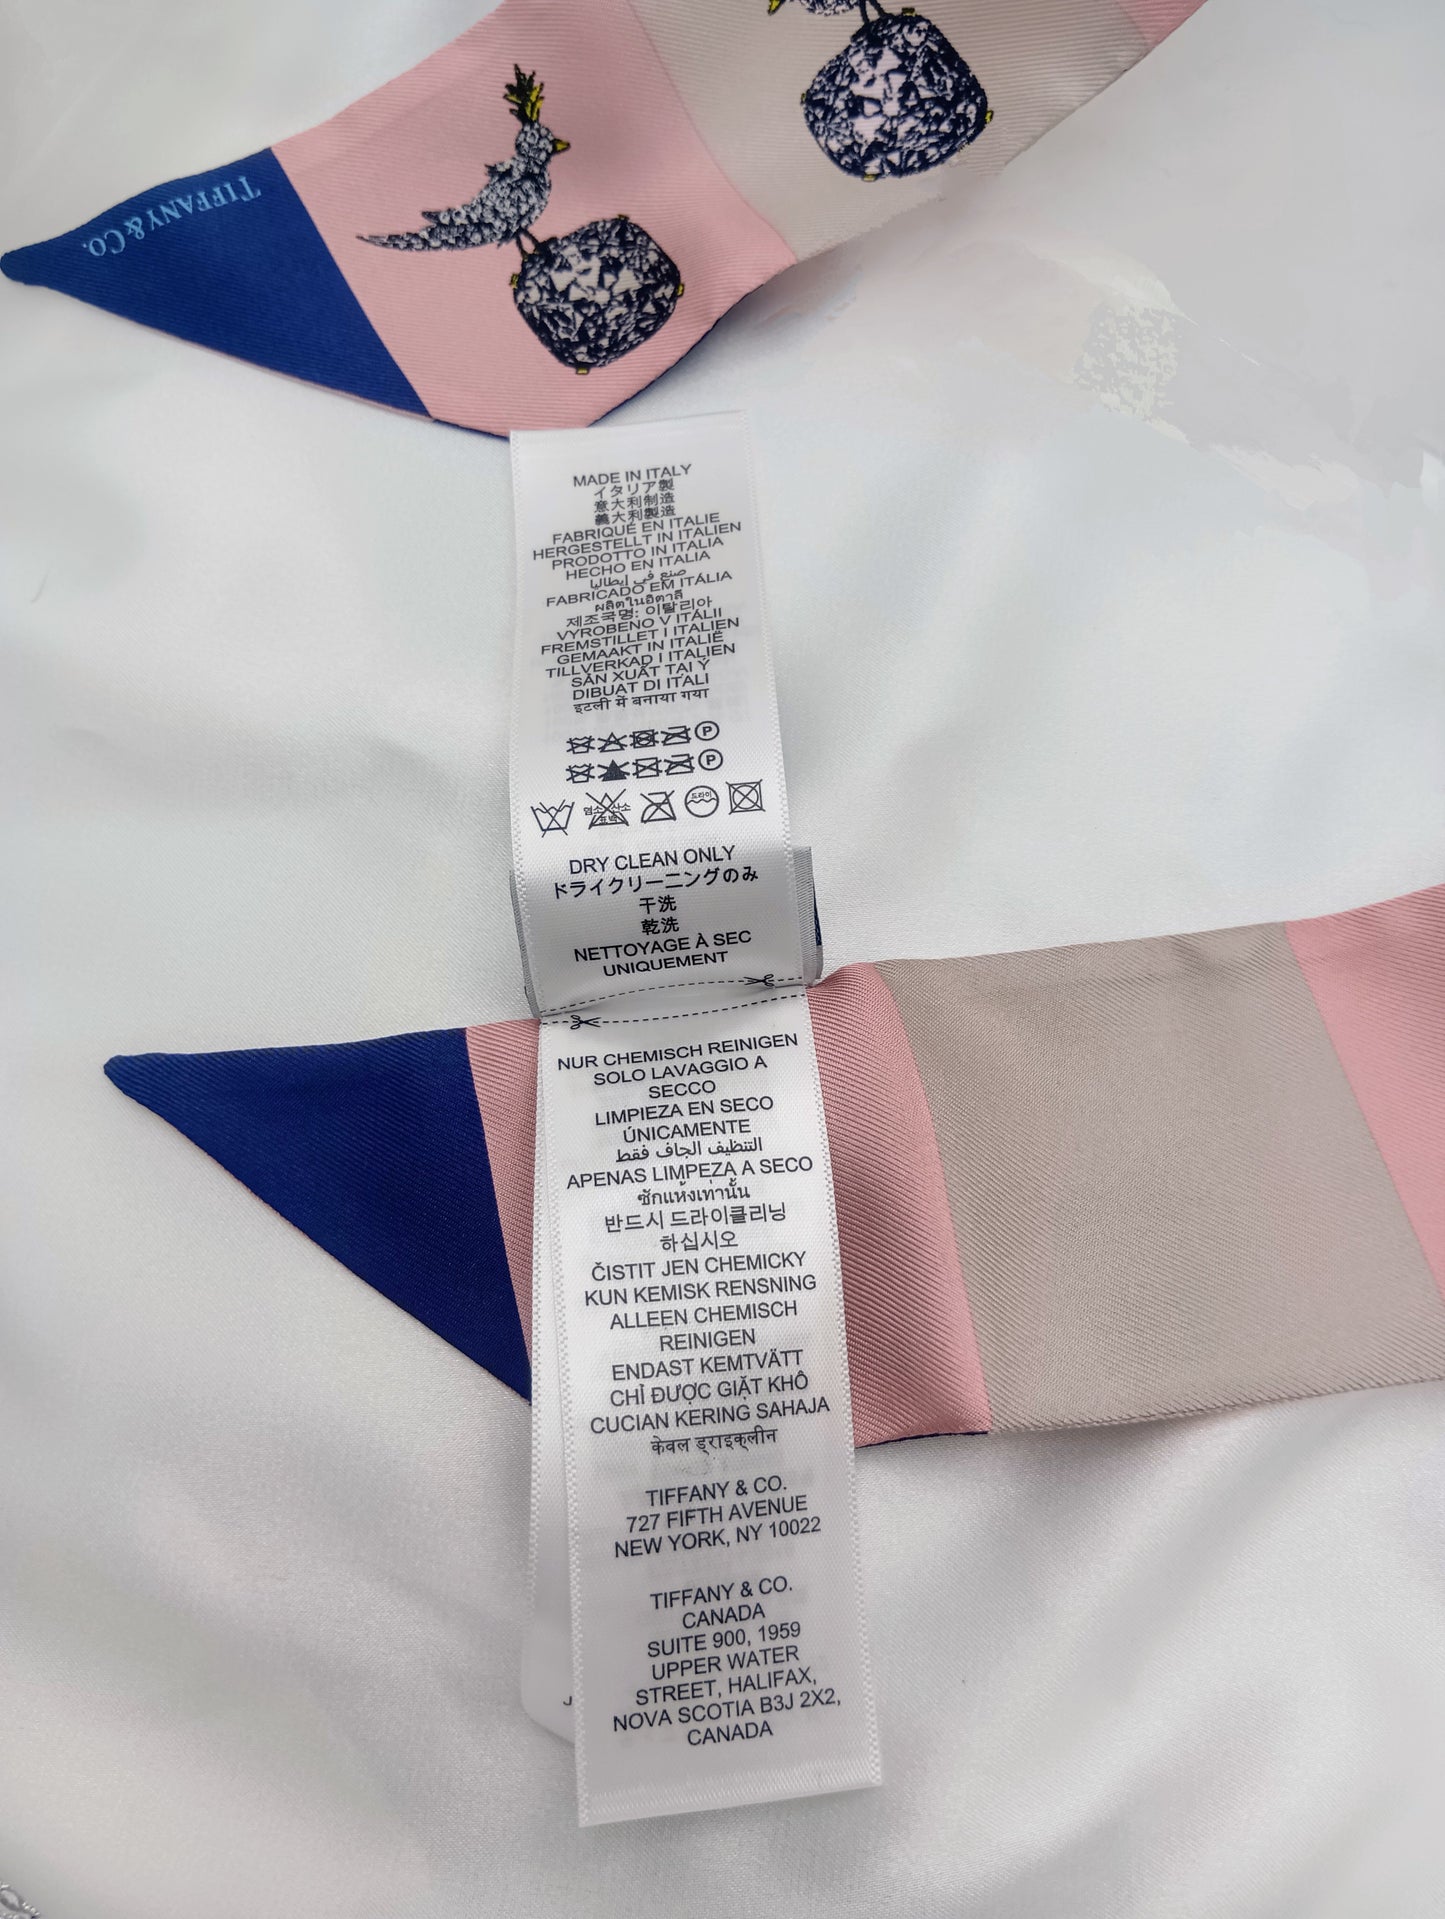 TIFFANY & CO.
MADE IN ITALY
イタリア製
意大利制造
義大利製造
FABRIQUÉ EN ITALIE
HERGESTELLT IN ITALIEN
PRODOTTO IN ITALIA
HECHO EN ITALIA
صنع في إيطاليا
FABRICADO EM ITÁLIA
ผลิตในอิตาลี
제조국명: 이탈리아
VYROBENO V ITÁLII
FREMSTILLET I ITALIEN
GEMAAKT IN ITALIË
TILLVERKAD I ITALIEN
SẢN XUẤT TẠI Ý
DIBUAT DI ITALI
इटली में बनाया गया
P
P
염소 산소 드라이
표백
DRY CLEAN ONLY
ドライクリーニングのみ
干洗
乾洗
NETTOYAGE À SEC
UNIQUEMENT
NUR CHEMISCH REINIGEN
SOLO LAVAGGIO A
SECCO
LIMPIEZA EN SECO
ÚNICAMENTE
التنظيف الجاف فقط
APENAS LIMPEZA A SECO
ซักแห้งเท่านั้น
반드시 드라이클리닝
하십시오
ČISTIT JEN CHEMICKY
KUN KEMISK RENSNING
ALLEEN CHEMISCH
REINIGEN
ENDAST KEMTVÄTT
CHỈ ĐƯỢC GIẶT KHÔ
CUCIAN KERING SAHAJA
केवल ड्राइक्लीन
TIFFANY & CO.
727 FIFTH AVENUE
NEW YORK, NY 10022
TIFFANY & CO.
CANADA
SUITE 900, 1959
UPPER WATER
STREET, HALIFAX,
NOVA SCOTIA B3J 2X2,
CANADA